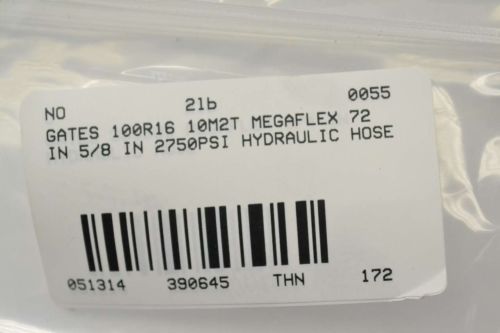 NO 21b 0055
GATES 100R16 10M2T MEGAFLEX 72
IN 5/8 IN 2750PSI HYDRAULIC HOSE
051314 390645 THN 172